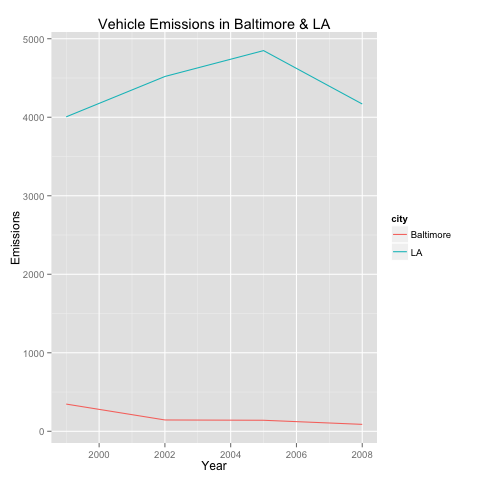 Vehicle Emissions in Baltimore & LA
5000
4000
3000
2000
1000
0
Emissions
2000 2002 2004 2006 2008
Year
city
Baltimore
LA